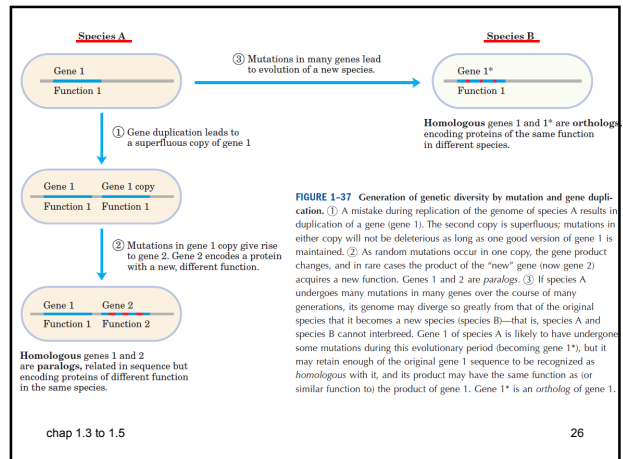 Species A
Species B
Gene 1
Function 1
③ Mutations in many genes lead
to evolution of a new species.
Gene 1*
Function 1
Homologous genes 1 and 1* are orthologs,
encoding proteins of the same function
in different species.
① Gene duplication leads to
a superfluous copy of gene 1
Gene 1 Gene 1 copy
Function 1 Function 1
② Mutations in gene 1 copy give rise
to gene 2. Gene 2 encodes a protein
with a new, different function.
Gene 1 Gene 2
Function 1 Function 2
Homologous genes 1 and 2
are paralogs, related in sequence but
encoding proteins of different function
in the same species.
FIGURE 1–37 Generation of genetic diversity by mutation and gene dupli-
cation. ① A mistake during replication of the genome of species A results in
duplication of a gene (gene 1). The second copy is superfluous; mutations in
either copy will not be deleterious as long as one good version of gene 1 is
maintained. ② As random mutations occur in one copy, the gene product
changes, and in rare cases the product of the "new" gene (now gene 2)
acquires a new function. Genes 1 and 2 are paralogs. ③ If species A
undergoes many mutations in many genes over the course of many
generations, its genome may diverge so greatly from that of the original
species that it becomes a new species (species B)—that is, species A and
species B cannot interbreed. Gene 1 of species A is likely to have undergone
some mutations during this evolutionary period (becoming gene 1*), but it
may retain enough of the original gene 1 sequence to be recognized as
homologous with it, and its product may have the same function as (or
similar function to) the product of gene 1. Gene 1* is an ortholog of gene 1.
chap 1.3 to 1.5
26